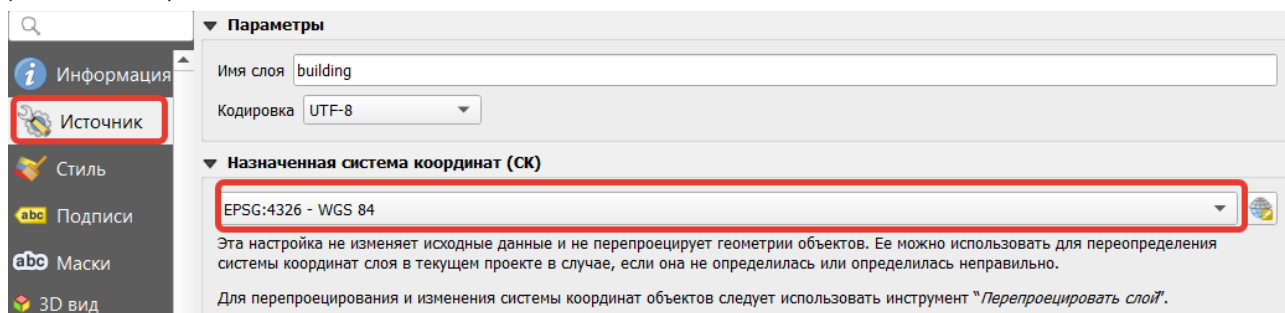 Параметры
Информация
Имя слоя building
Источник
Кодировка UTF-8
Стиль
Назначенная система координат (СК)
abc Подписи
EPSG:4326 - WGS 84
abc Маски
Эта настройка не изменяет исходные данные и не перепроецирует геометрии объектов. Ее можно использовать для переопределения
системы координат слоя в текущем проекте в случае, если она не определилась или определилась неправильно.
3D вид
Для перепроецирования и изменения системы координат объектов следует использовать инструмент "Перепроецировать слой".